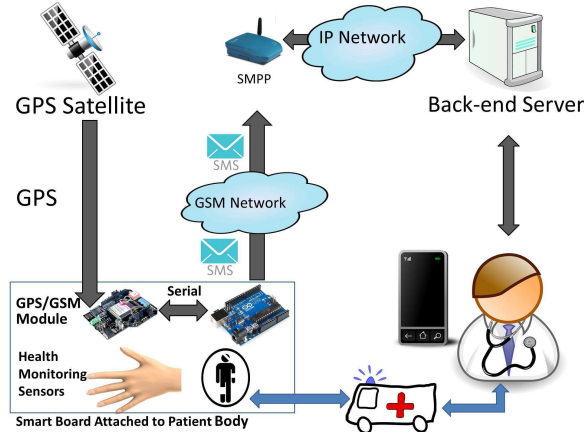 IP Network
SMPP
GPS Satellite
Back-end Server
SMS
GPS
GSM Network
SMS
GPS/GSM
Module
Serial
Health
Monitoring
Sensors
Smart Board Attached to Patient Body